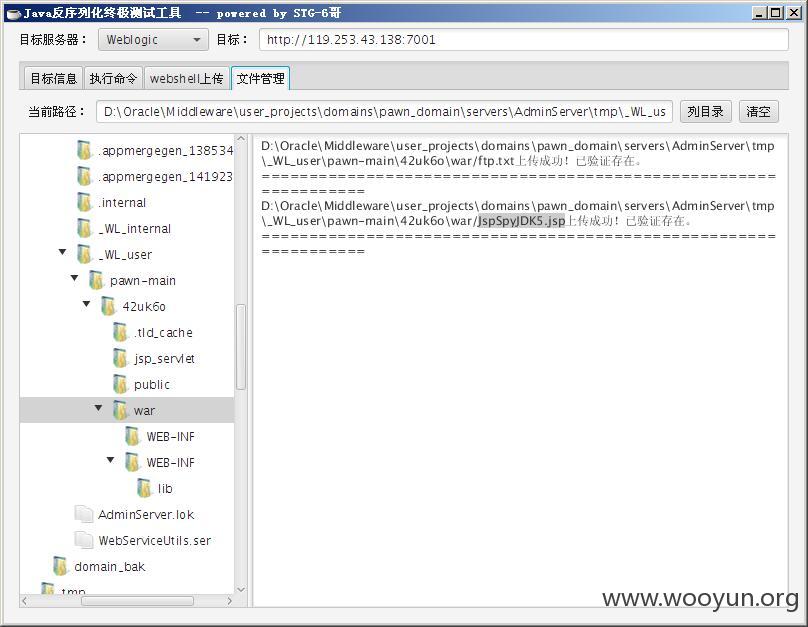 Java反序列化终极测试工具  -- powered by STG-6哥
目标服务器： Weblogic 目标： http://119.253.43.138:7001
目标信息 执行命令 webshell上传 文件管理
当前路径： D:\Oracle\Middleware\user_projects\domains\pawn_domain\servers\AdminServer\tmp\_WL_us 列目录 清空
.appmergegen_138534
.appmergegen_141923
.internal
_WL_internal
_WL_user
pawn-main
42uk6o
.tld_cache
jsp_servlet
public
war
WEB-INF
WEB-INF
lib
AdminServer.lok
WebServiceUtils.ser
domain_bak
tmp
D:\Oracle\Middleware\user_projects\domains\pawn_domain\servers\AdminServer\tmp
\_WL_user\pawn-main\42uk6o\war/ftp.txt上传成功！已验证存在。
==========================================================
============
D:\Oracle\Middleware\user_projects\domains\pawn_domain\servers\AdminServer\tmp
\_WL_user\pawn-main\42uk6o\war/JspSpyJDK5.jsp上传成功！已验证存在。
==========================================================
============
www.wooyun.org